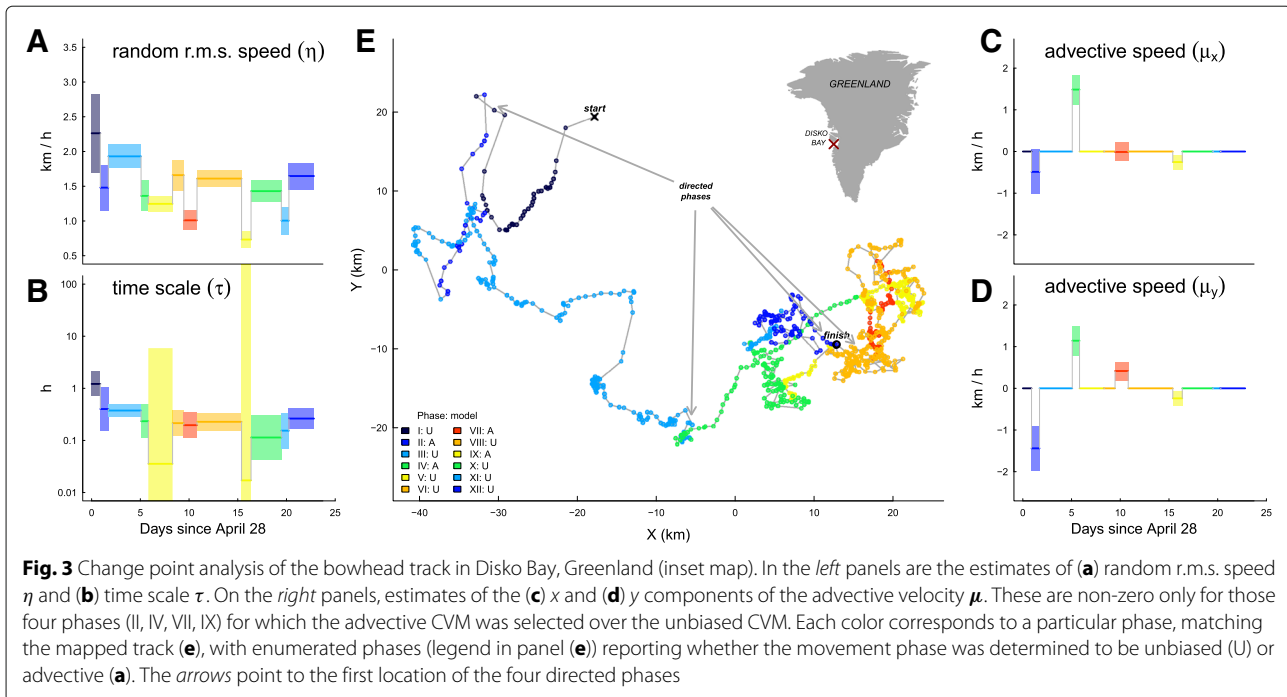 A
random r.m.s. speed (η)
3.5
3.0
2.5
2.0
1.5
1.0
0.5
km / h
B
time scale (τ)
100
10
1
0.1
0.01
h
0 5 10 15 20 25
Days since April 28
E
20
10
0
−10
−20
Y (km)
start
finish
directed
phases
GREENLAND
DISKO
BAY
Phase: model
I: U
II: A
III: U
IV: A
V: U
VI: U
VII: A
VIII: U
IX: A
X: U
XI: U
XII: U
−40 −30 −20 −10 0 10 20
X (km)
C
advective speed (μx)
2
1
0
−1
−2
km / h
D
advective speed (μy)
2
1
0
−1
−2
km / h
0 5 10 15 20 25
Days since April 28
Fig. 3 Change point analysis of the bowhead track in Disko Bay, Greenland (inset map). In the left panels are the estimates of (a) random r.m.s. speed
η and (b) time scale τ. On the right panels, estimates of the (c) x and (d) y components of the advective velocity μ. These are non-zero only for those
four phases (II, IV, VII, IX) for which the advective CVM was selected over the unbiased CVM. Each color corresponds to a particular phase, matching
the mapped track (e), with enumerated phases (legend in panel (e)) reporting whether the movement phase was determined to be unbiased (U) or
advective (a). The arrows point to the first location of the four directed phases